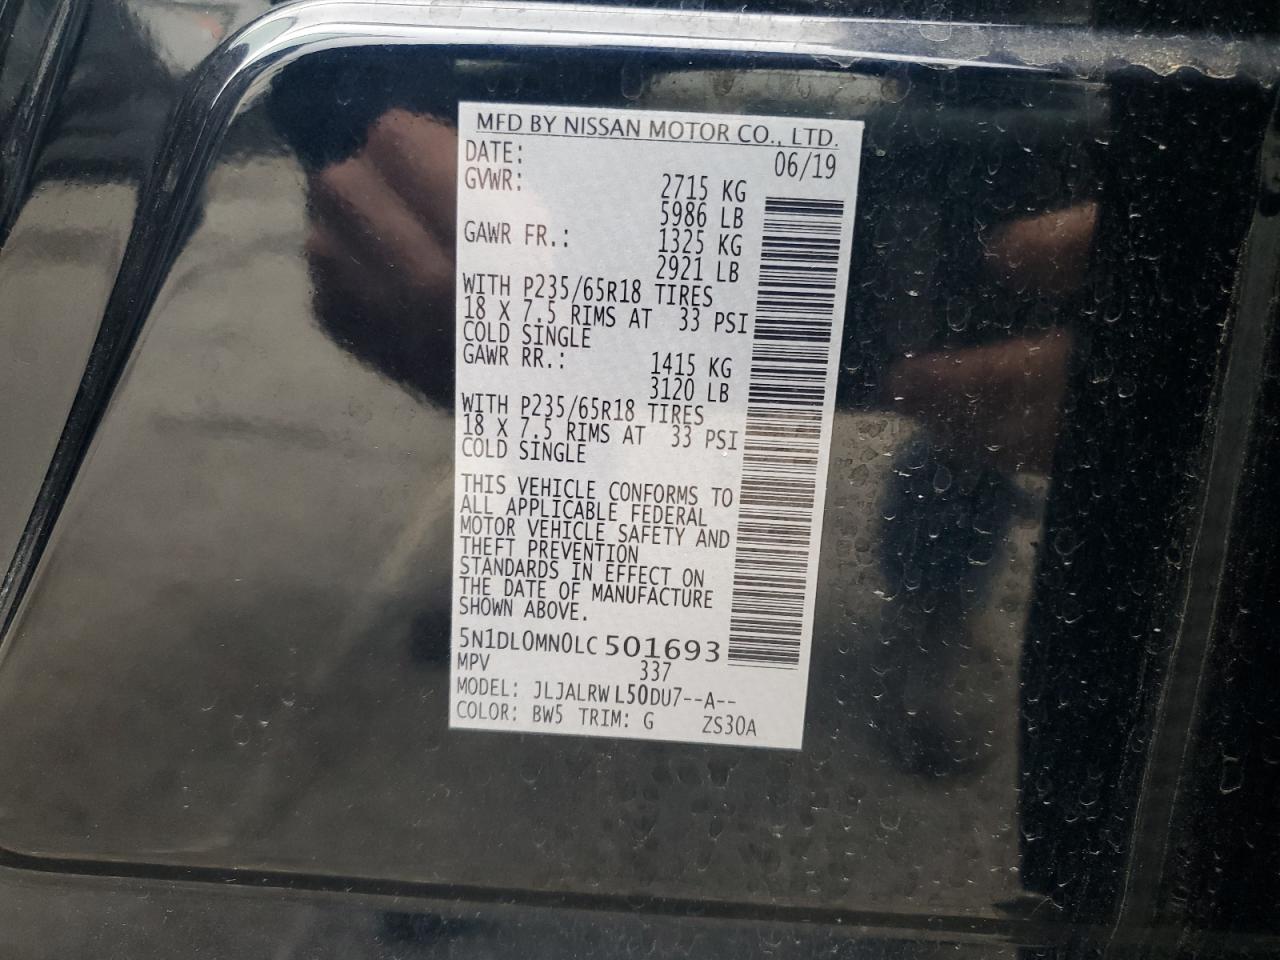 MFD BY NISSAN MOTOR CO., LTD.
DATE: 06/19
GVWR: 2715 KG
5986 LB
GAWR FR.: 1325 KG
2921 LB
WITH P235/65R18 TIRES
18 X 7.5 RIMS AT 33 PSI
COLD SINGLE
GAWR RR.: 1415 KG
3120 LB
WITH P235/65R18 TIRES
18 X 7.5 RIMS AT 33 PSI
COLD SINGLE
THIS VEHICLE CONFORMS TO
ALL APPLICABLE FEDERAL
MOTOR VEHICLE SAFETY AND
THEFT PREVENTION
STANDARDS IN EFFECT ON
THE DATE OF MANUFACTURE
SHOWN ABOVE.
5N1DL0MN0LC501693
MPV 337
MODEL: JLJALRW L50DU7--A--
COLOR: BW5 TRIM: G ZS30A